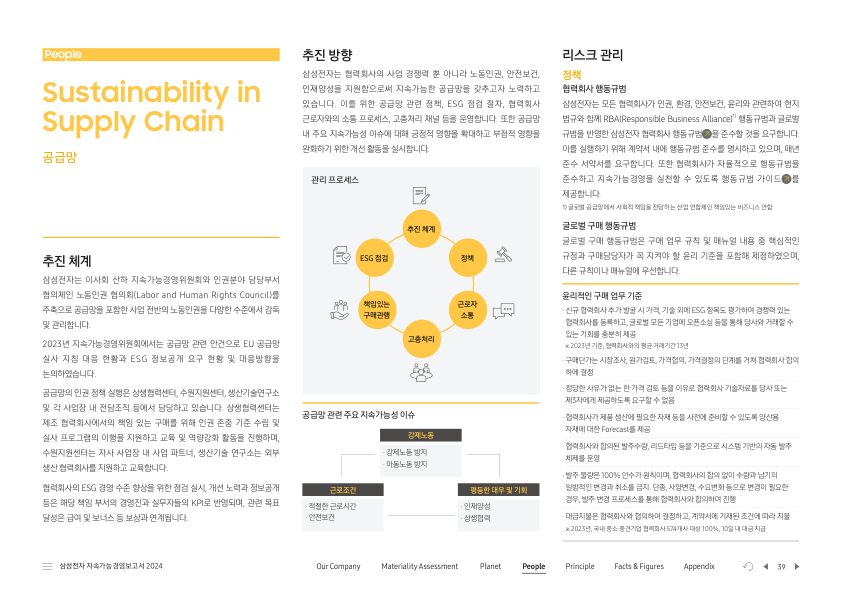 People
Sustainability in
Supply Chain
공급망
추진 체계
삼성전자는 이사회 산하 지속가능경영위원회와 인권분야 담당부서
협의체인 노동인권 협의회(Labor and Human Rights Council)를
주축으로 공급망을 포함한 사업 전반의 노동인권을 다양한 수준에서 감독
및 관리합니다.
2023년 지속가능경영위원회에서는 공급망 관련 안건으로 EU 공급망
실사 지침 대응 현황과 ESG 정보공개 요구 현황 및 대응방향을
논의하였습니다.
공급망의 인권 정책 실행은 상생협력센터, 수원지원센터, 생산기술연구소
및 각 사업장 내 전담조직 등에서 담당하고 있습니다. 상생협력센터는
제조 협력회사에서의 책임 있는 구매를 위해 인권 존중 기준 수립 및
실사 프로그램의 이행을 지원하고 교육 및 역량강화 활동을 진행하며,
수원지원센터는 자사 사업장 내 사업 파트너, 생산기술 연구소는 외부
생산 협력회사를 지원하고 교육합니다.
협력회사의 ESG 경영 수준 향상을 위한 점검 실시, 개선 노력과 정보공개
등은 해당 책임 부서의 경영진과 실무자들의 KPI로 반영되며, 관련 목표
달성은 급여 및 보너스 등 보상과 연계됩니다.
추진 방향
삼성전자는 협력회사의 사업 경쟁력 뿐 아니라 노동인권, 안전보건,
인재양성을 지원함으로써 지속가능한 공급망을 갖추고자 노력하고
있습니다. 이를 위한 공급망 관련 정책, ESG 점검 절차, 협력회사
근로자와의 소통 프로세스, 고충처리 채널 등을 운영합니다. 또한 공급망
내 주요 지속가능성 이슈에 대해 긍정적 영향을 확대하고 부정적 영향을
완화하기 위한 개선 활동을 실시합니다.
관리 프로세스
추진 체계
ESG 점검
정책
책임있는
구매관행
근로자
소통
고충처리
공급망 관련 주요 지속가능성 이슈
강제노동
· 강제노동 방지
· 아동노동 방지
근로조건
· 적절한 근로시간
· 안전보건
평등한 대우 및 기회
· 인재양성
· 상생협력
리스크 관리
정책
협력회사 행동규범
삼성전자는 모든 협력회사가 인권, 환경, 안전보건, 윤리와 관련하여 현지
법규와 함께 RBA(Responsible Business Alliance)1) 행동규범과 글로벌
규범을 반영한 삼성전자 협력회사 행동규범을 준수할 것을 요구합니다.
이를 실행하기 위해 계약서 내에 행동규범 준수를 명시하고 있으며, 매년
준수 서약서를 요구합니다. 또한 협력회사가 자율적으로 행동규범을
준수하고 지속가능경영을 실천할 수 있도록 행동규범 가이드를
제공합니다.
1) 글로벌 공급망에서 사회적 책임을 전담하는 산업 연합체인 책임있는 비즈니스 연합
글로벌 구매 행동규범
글로벌 구매 행동규범은 구매 업무 규칙 및 매뉴얼 내용 중 핵심적인
규정과 구매담당자가 꼭 지켜야 할 윤리 기준을 포함해 제정하였으며,
다른 규칙이나 매뉴얼에 우선합니다.
윤리적인 구매 업무 기준
· 신규 협력회사 추가 발굴 시 가격, 기술 외에 ESG 항목도 평가하여 경쟁력 있는
협력회사를 등록하고, 글로벌 모든 기업에 오픈소싱 등을 통해 당사와 거래할 수
있는 기회를 충분히 제공
※ 2023년 기준, 협력회사와의 평균 거래기간 13년
· 구매단가는 시장조사, 원가검토, 가격협의, 가격결정의 단계를 거쳐 협력회사와 합의
하에 결정
· 정당한 사유가 없는 한 가격 검토 등을 이유로 협력회사 기술자료를 당사 또는
제3자에게 제공하도록 요구할 수 없음
· 협력회사가 제품 생산에 필요한 자재 등을 사전에 준비할 수 있도록 양산용
자재에 대한 Forecast를 제공
· 협력회사와 합의된 발주수량, 리드타임 등을 기준으로 시스템 기반의 자동 발주
체제를 운영
· 발주 물량은 100% 인수가 원칙이며, 협력회사의 합의 없이 수량과 납기의
일방적인 변경과 취소를 금지. 단종, 사양변경, 수요변화 등으로 변경이 필요한
경우, 발주 변경 프로세스를 통해 협력회사와 합의하여 진행
· 대금지불은 협력회사와 협의하여 결정하고, 계약서에 기재된 조건에 따라 지불
※ 2023년, 국내 중소·중견기업 협력회사 574개사 대상 100%, 10일 내 대금 지급
삼성전자 지속가능경영보고서 2024
Our Company
Materiality Assessment
Planet
People
Principle
Facts & Figures
Appendix
39